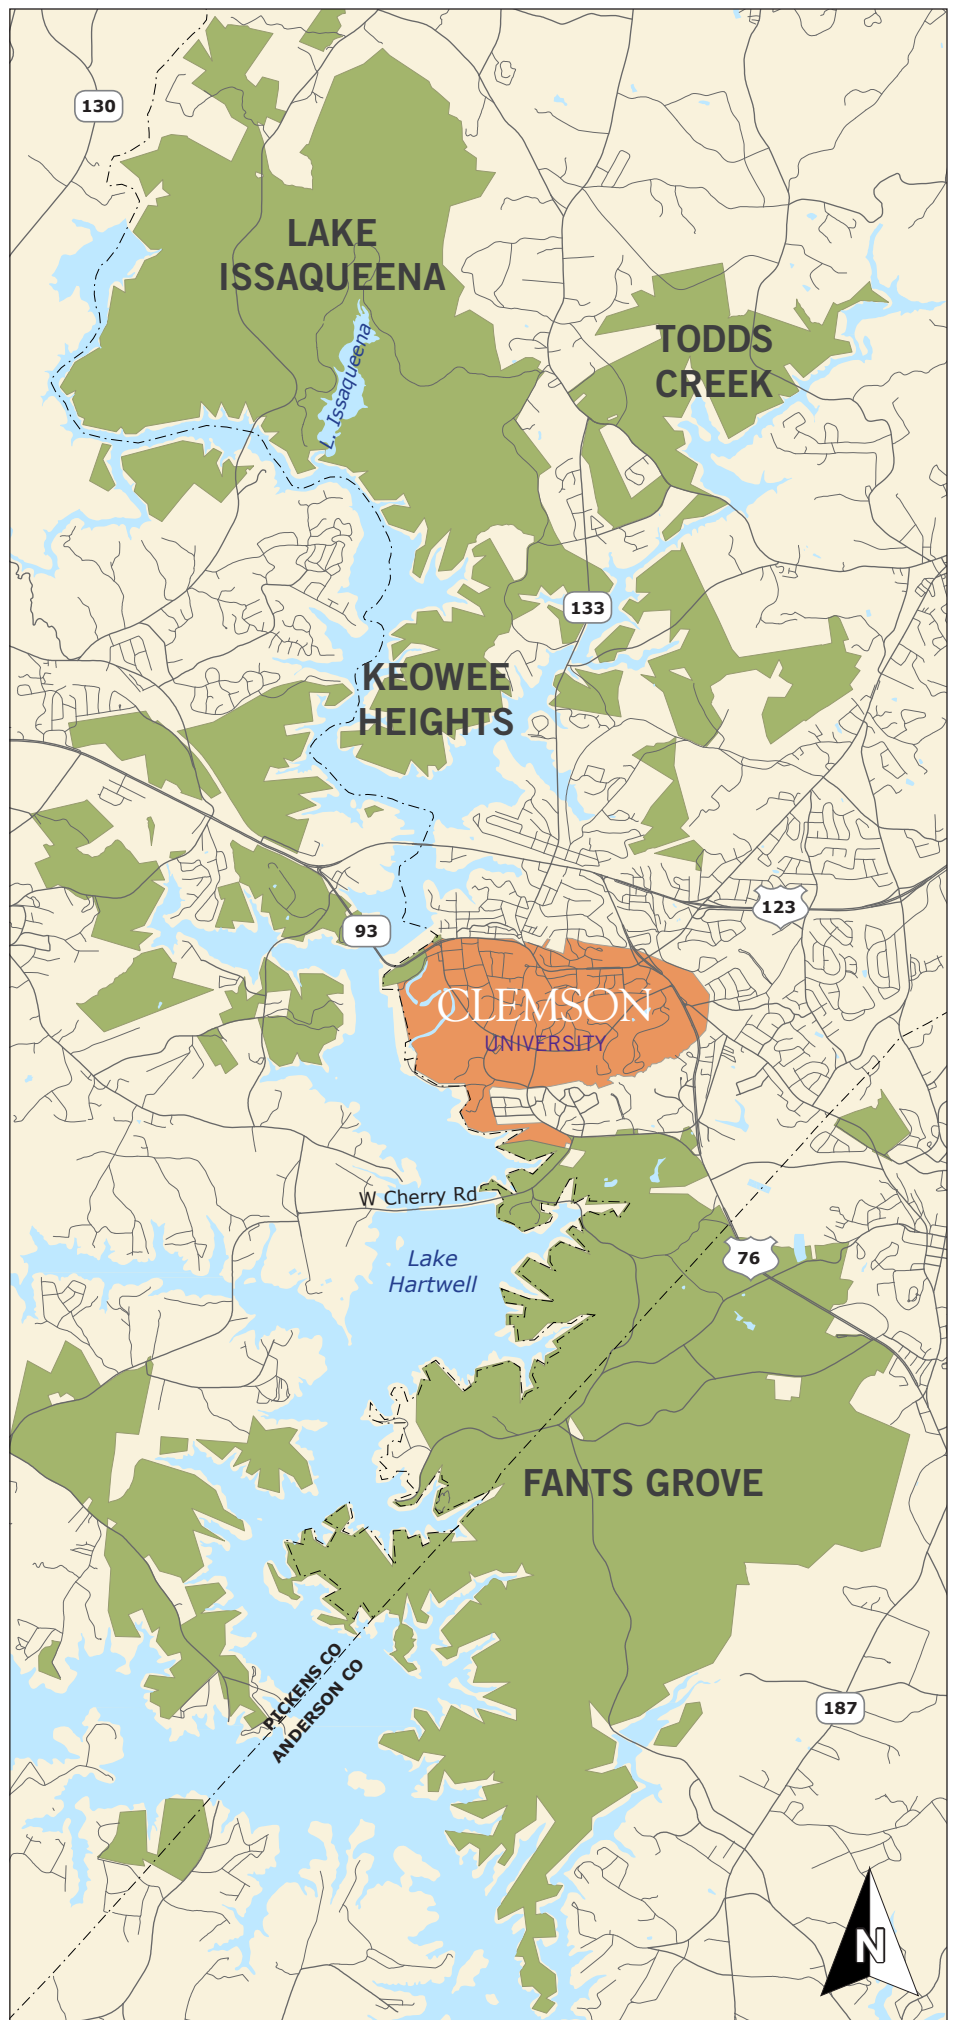 130
LAKE
ISSAQUEENA
L. Issaqueena
TODDS
CREEK
133
KEOWEE
HEIGHTS
123
93
CLEMSON
UNIVERSITY
W Cherry Rd
Lake
Hartwell
76
FANTS GROVE
PICKENS CO
ANDERSON CO
187
N